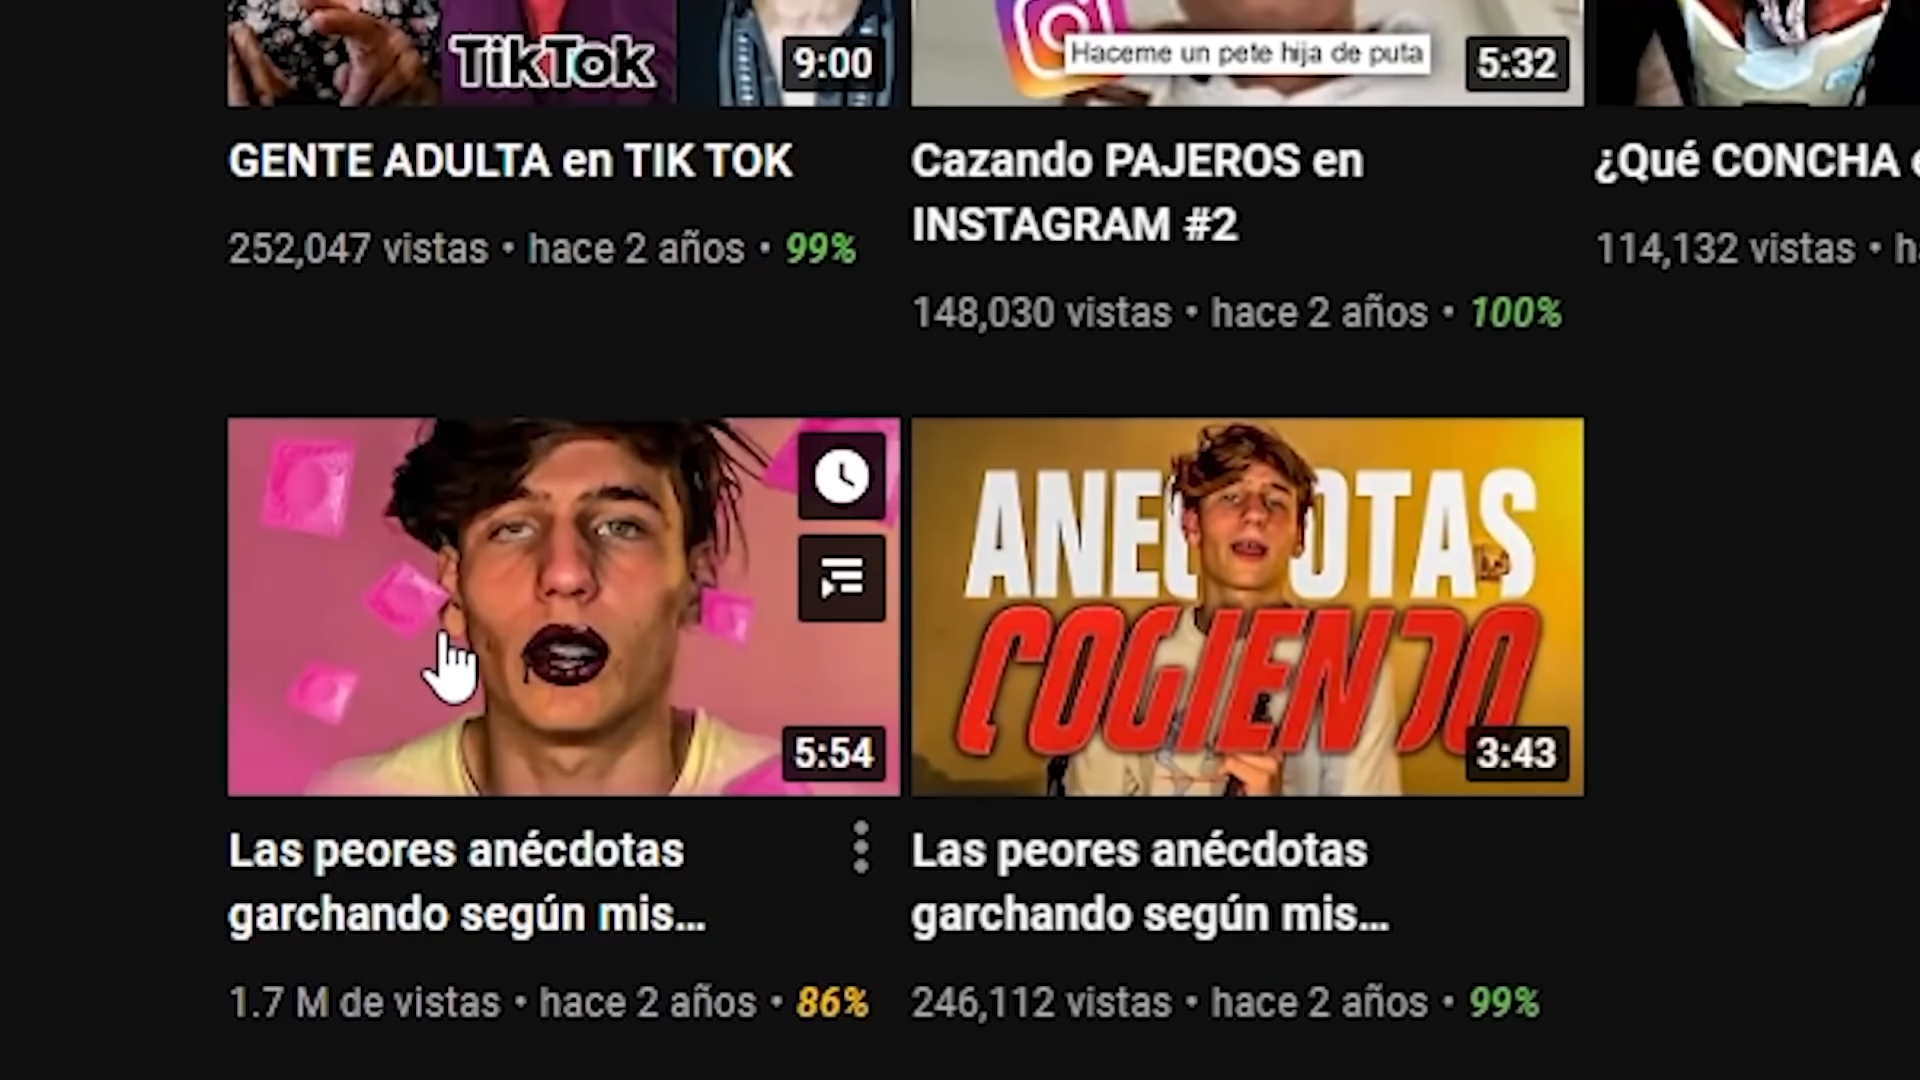 TikTok
9:00
Haceme un pete hija de puta
5:32
GENTE ADULTA en TIK TOK
252,047 vistas • hace 2 años • 99%
Cazando PAJEROS en
INSTAGRAM #2
148,030 vistas • hace 2 años • 100%
¿Qué CONCHA
114,132 vistas •
5:54
ANECDOTAS
COGIENDO
3:43
Las peores anécdotas
garchando según mis...
1.7 M de vistas • hace 2 años • 86%
Las peores anécdotas
garchando según mis...
246,112 vistas • hace 2 años • 99%